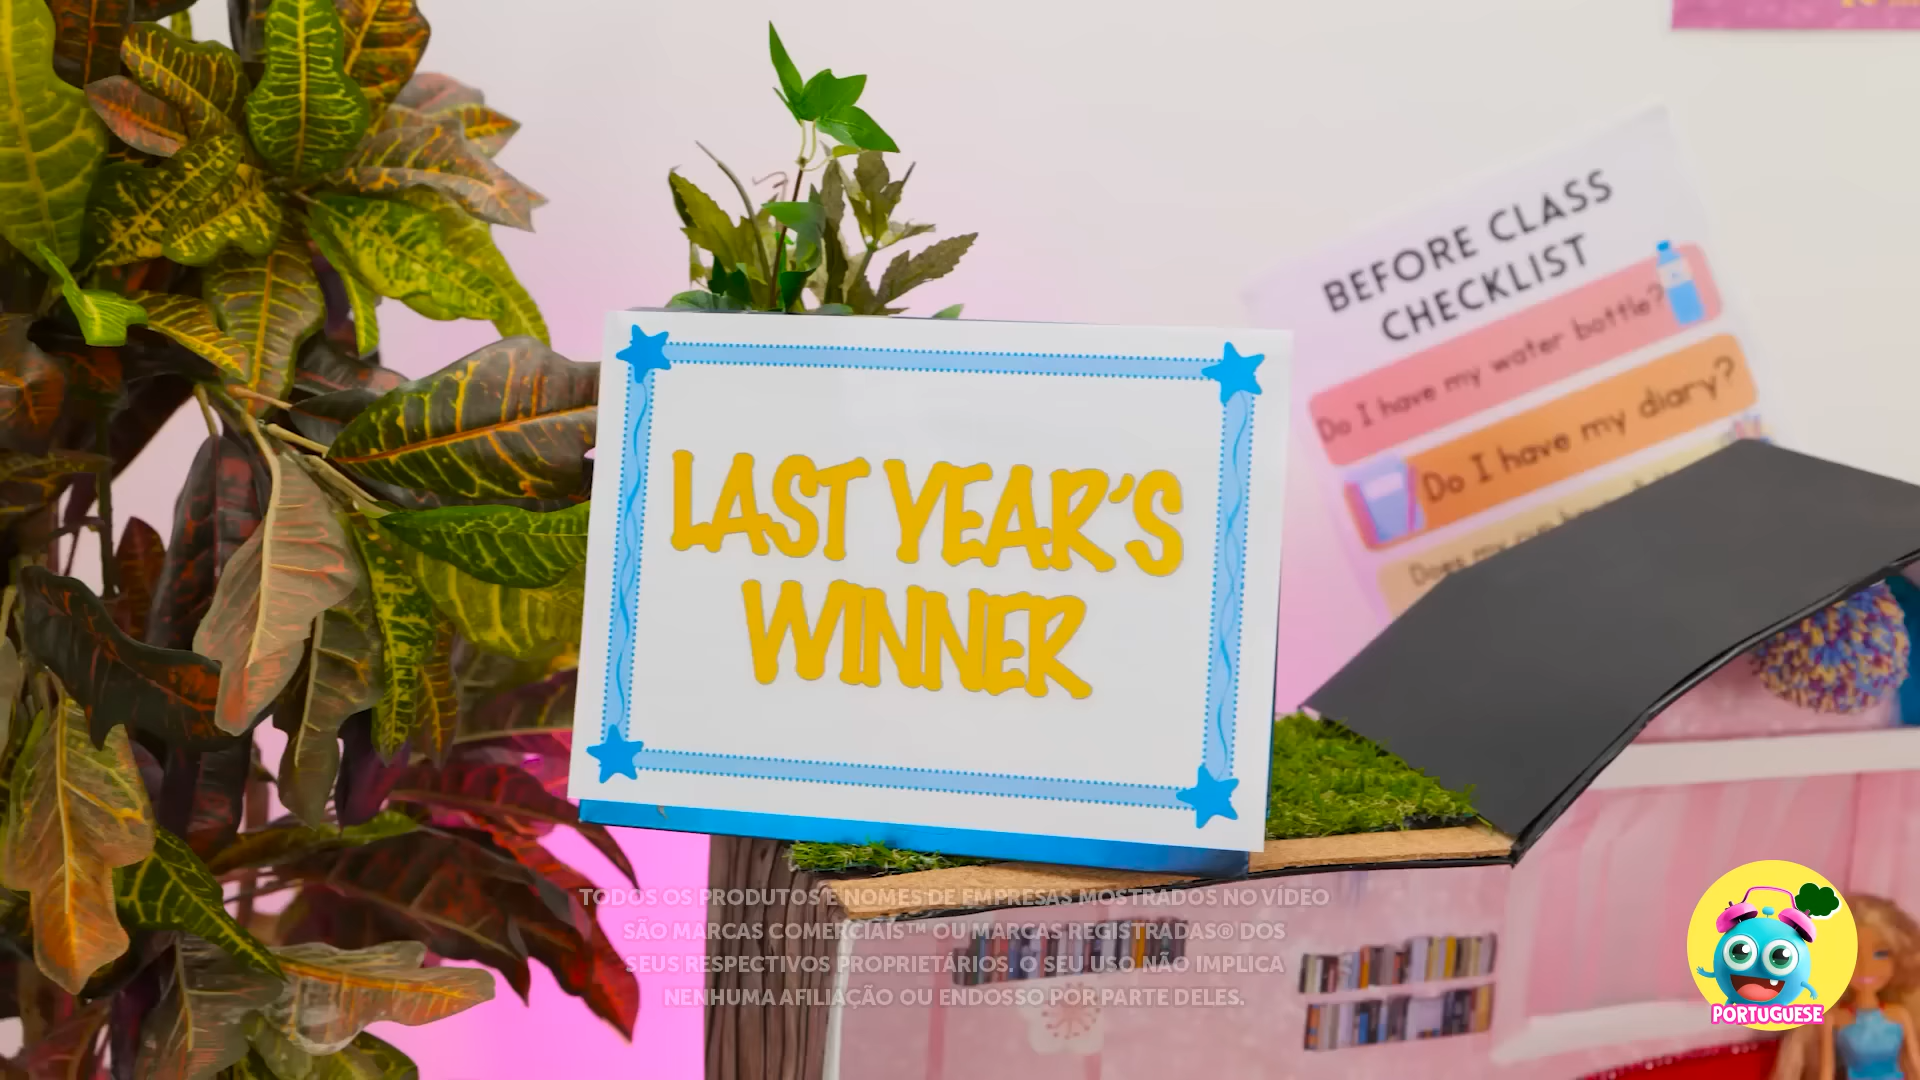 BEFORE CLASS
CHECKLIST
Do I have my water bottle?
Do I have my diary?
LAST YEAR'S
WINNER
TODOS OS PRODUTOS E NOMES DE EMPRESAS MOSTRADOS NO VÍDEO
SÃO MARCAS COMERCIAIS™ OU MARCAS REGISTRADAS® DOS
SEUS RESPECTIVOS PROPRIETÁRIOS. O SEU USO NÃO IMPLICA
NENHUMA AFILIAÇÃO OU ENDOSSO POR PARTE DELES.
PORTUGUESE